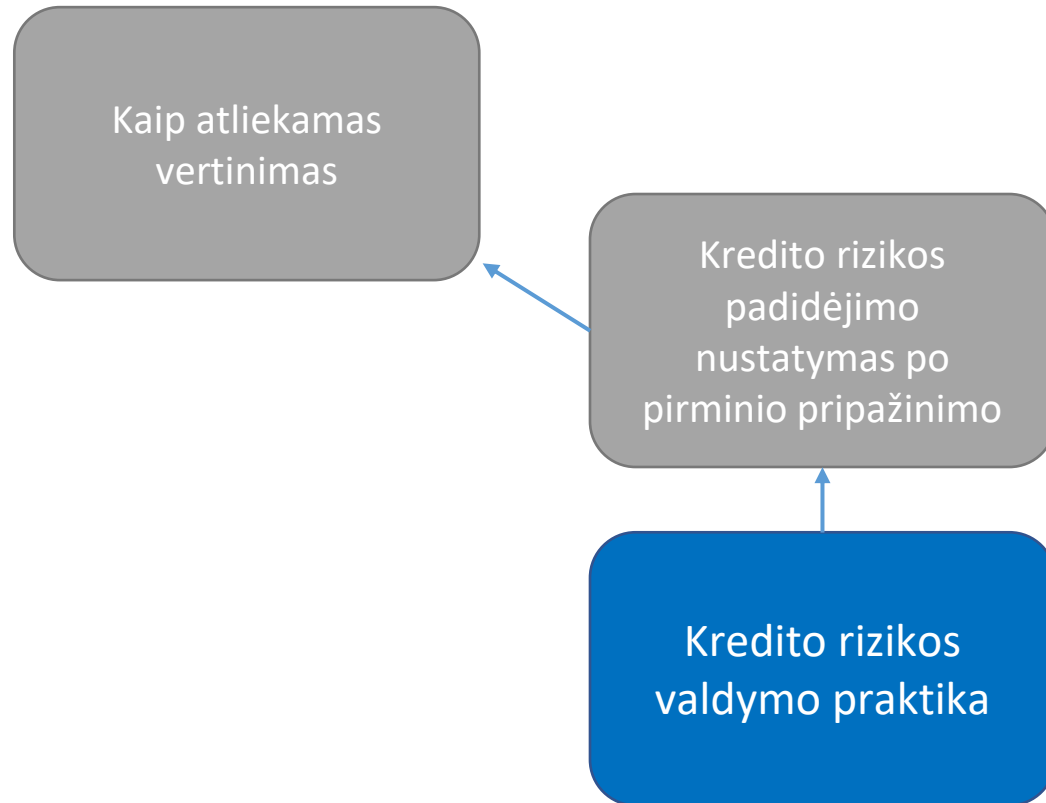 Kaip atliekamas
vertinimas
Kredito rizikos
padidėjimo
nustatymas po
pirminio pripažinimo
Kredito rizikos
valdymo praktika